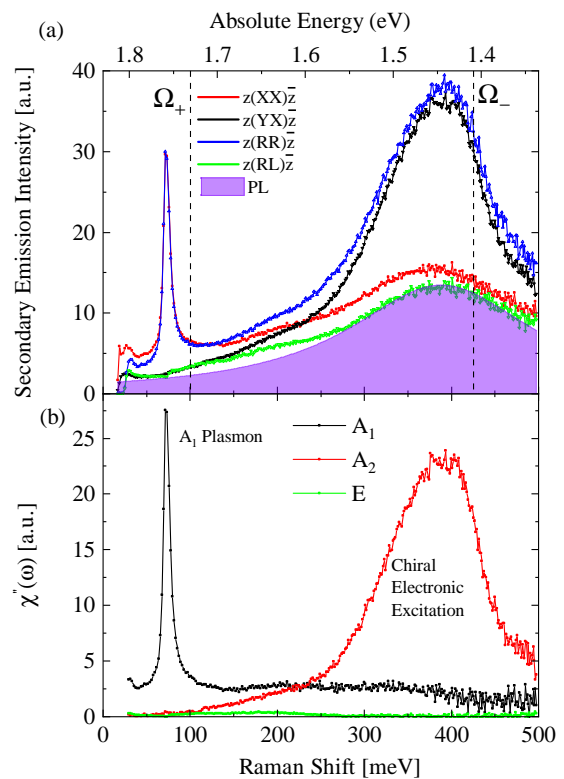 Absolute Energy (eV)
(a)
1.8 1.7 1.6 1.5 1.4
Secondary Emission Intensity [a.u.]
40
30
20
10
0
Ω₊
Ω₋
z(XX)z̄
z(YX)z̄
z(RR)z̄
z(RL)z̄
PL
(b)
χ''(ω) [a.u.]
25
20
15
10
5
0
A₁ Plasmon
A₁
A₂
E
Chiral
Electronic
Excitation
0 100 200 300 400 500
Raman Shift [meV]